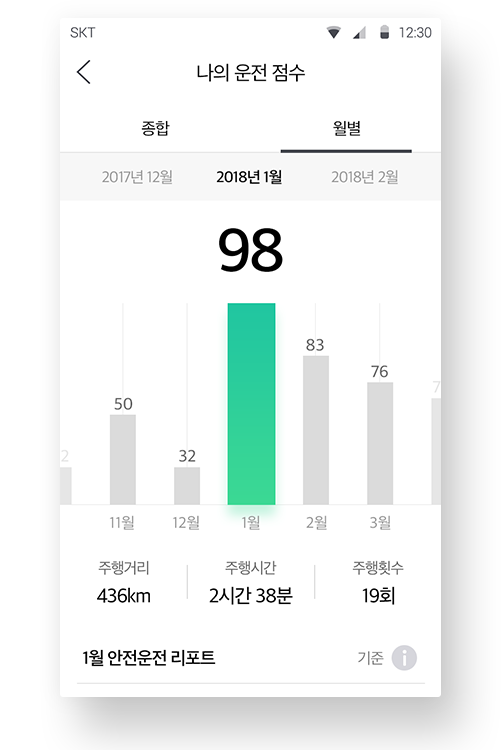 SKT 12:30
나의 운전 점수
종합 월별
2017년 12월 2018년 1월 2018년 2월
98
83
76
50
32
2
7
11월 12월 1월 2월 3월
주행거리 주행시간 주행횟수
436km 2시간 38분 19회
1월 안전운전 리포트 기준 i